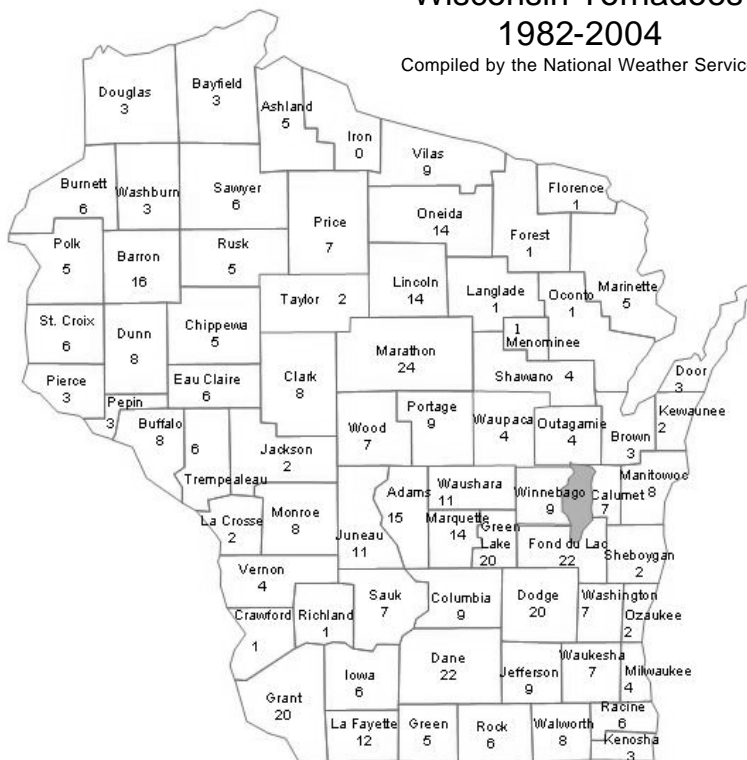 Wisconsin Tornadoes
1982-2004
Compiled by the National Weather Servic
Douglas
3
Bayfield
3
Ashland
5
Iron
0
Vilas
9
Florence
1
Burnett
6
Washburn
3
Sawyer
6
Price
7
Oneida
14
Forest
1
Marinette
5
Polk
5
Barron
16
Rusk
5
Taylor 2
Lincoln
14
Langlade
1
Oconto
1
St. Croix
6
Dunn
8
Chippewa
5
Marathon
24
1
Menominee
Shawano 4
Door
3
Pierce
3
Pepin
3
Eau Claire
6
Clark
8
Buffalo
8
6
Trempealeau
Jackson
2
Wood
7
Portage
9
Waupaca
4
Outagamie
4
Brown
3
Kewaunee
2
La Crosse
2
Monroe
8
Juneau
11
Adams
15
Waushara
11
Marquette
14
Green
Lake
20
Winnebago
9
Calumet
7
Manitowoc
8
Fond du Lac
22
Sheboygan
2
Vernon
4
Crawford
1
Richland
1
Sauk
7
Columbia
9
Dodge
20
Washington
7
Ozaukee
2
Grant
20
Iowa
6
Dane
22
Jefferson
9
Waukesha
7
Milwaukee
4
La Fayette
12
Green
5
Rock
6
Walworth
8
Racine
6
Kenosha
3